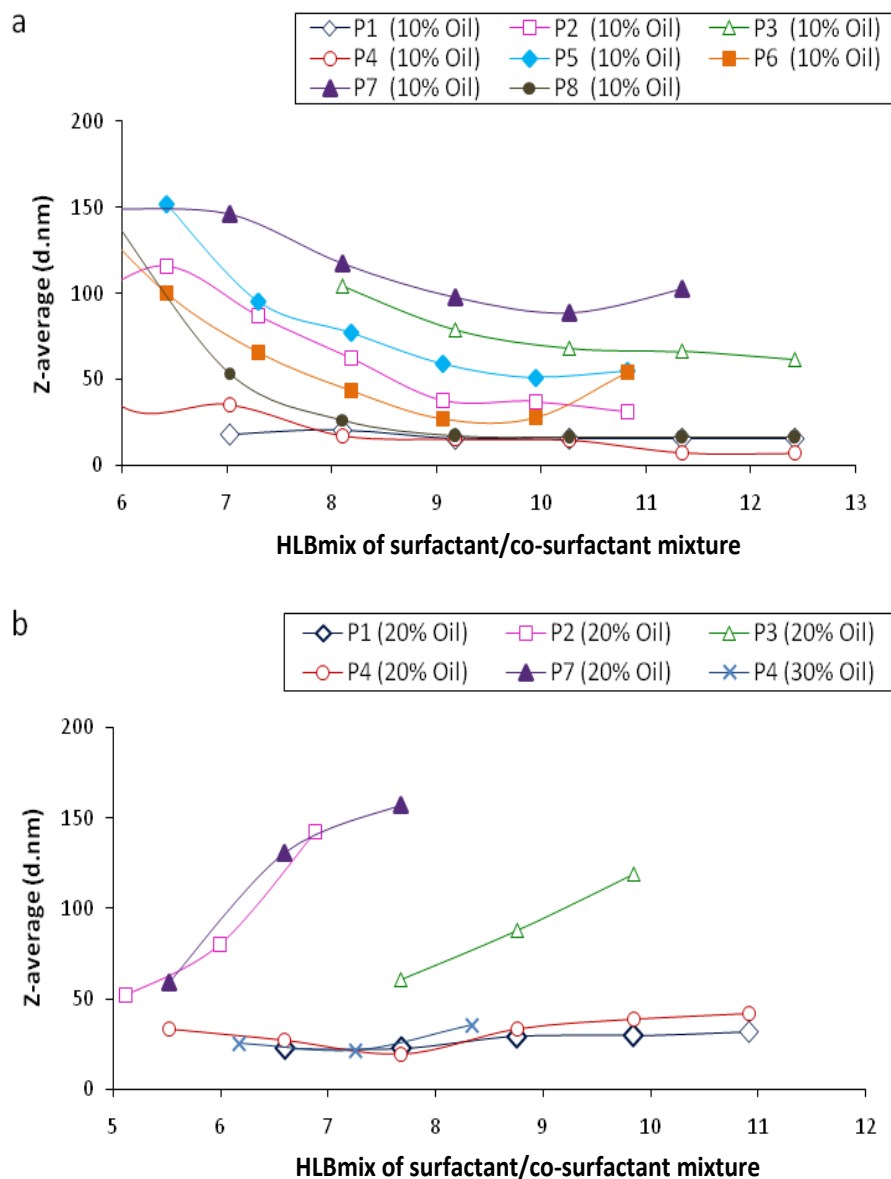 a
P1 (10% Oil) P2 (10% Oil) P3 (10% Oil)
P4 (10% Oil) P5 (10% Oil) P6 (10% Oil)
P7 (10% Oil) P8 (10% Oil)
200
150
100
50
0
Z-average (d.nm)
6 7 8 9 10 11 12 13
HLBmix of surfactant/co-surfactant mixture
b
P1 (20% Oil) P2 (20% Oil) P3 (20% Oil)
P4 (20% Oil) P7 (20% Oil) P4 (30% Oil)
200
150
100
50
0
Z-average (d.nm)
5 6 7 8 9 10 11 12
HLBmix of surfactant/co-surfactant mixture